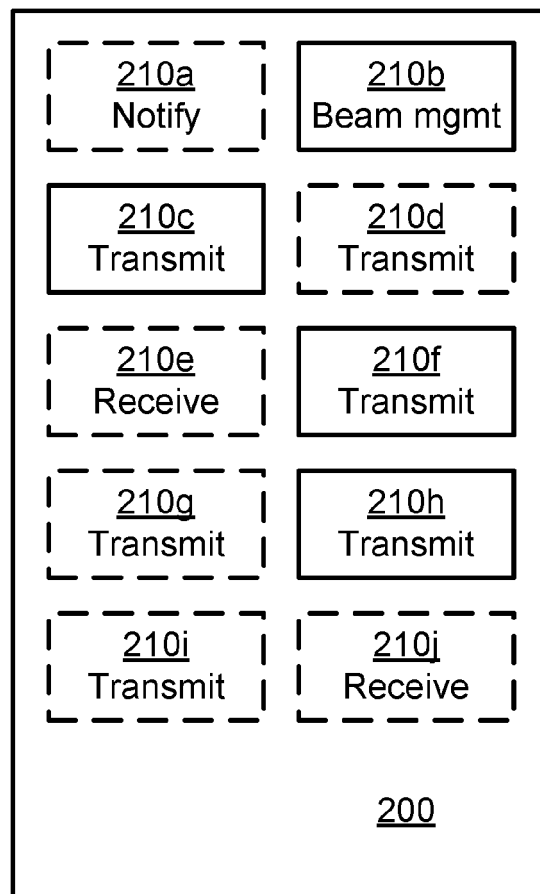 210a
Notify
210b
Beam mgmt
210c
Transmit
210d
Transmit
210e
Receive
210f
Transmit
210g
Transmit
210h
Transmit
210i
Transmit
210j
Receive
200